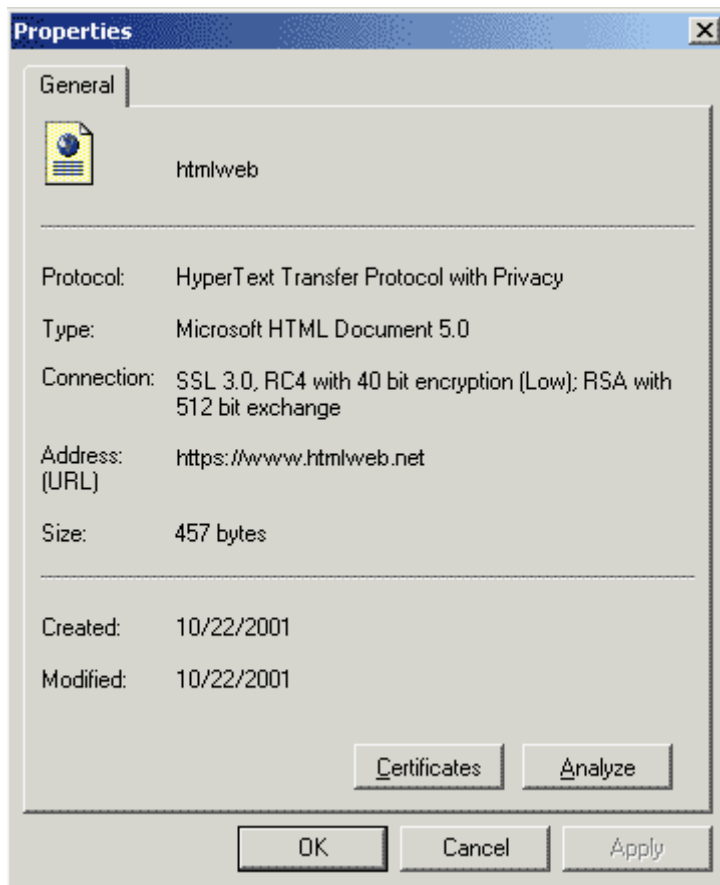 Properties
General
htmlweb
Protocol: HyperText Transfer Protocol with Privacy
Type: Microsoft HTML Document 5.0
Connection: SSL 3.0, RC4 with 40 bit encryption (Low); RSA with
512 bit exchange
Address: https://www.htmlweb.net
(URL)
Size: 457 bytes
Created: 10/22/2001
Modified: 10/22/2001
Certificates Analyze
OK Cancel Apply